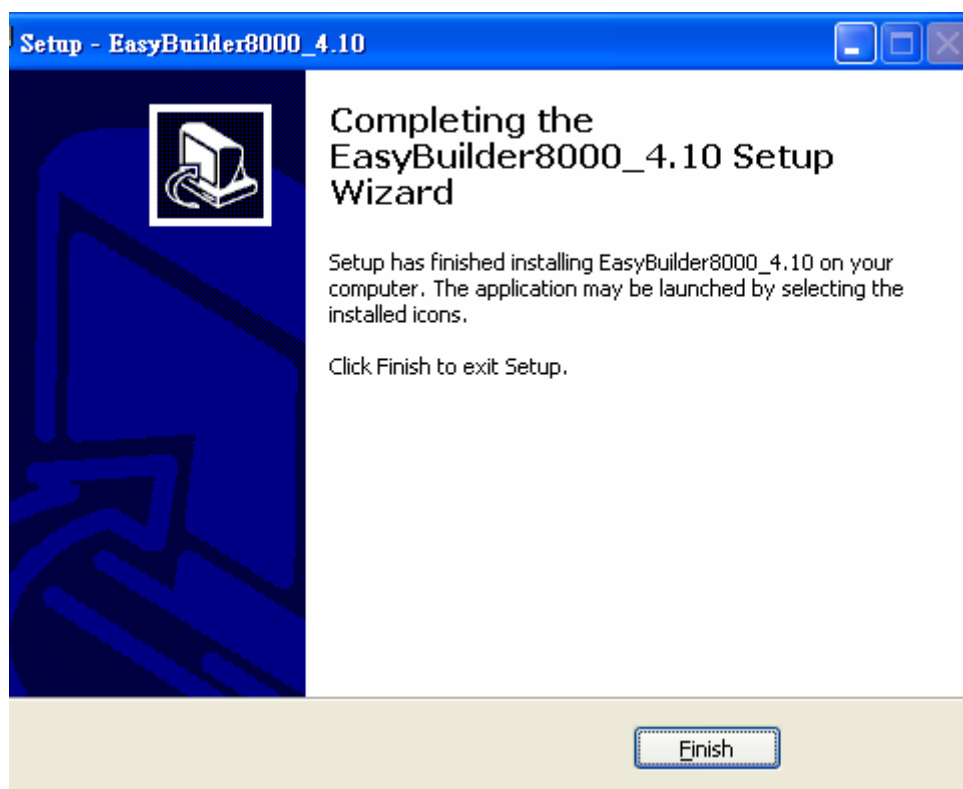 Setup - EasyBuilder8000_4.10
Completing the
EasyBuilder8000_4.10 Setup
Wizard
Setup has finished installing EasyBuilder8000_4.10 on your
computer. The application may be launched by selecting the
installed icons.
Click Finish to exit Setup.
Finish